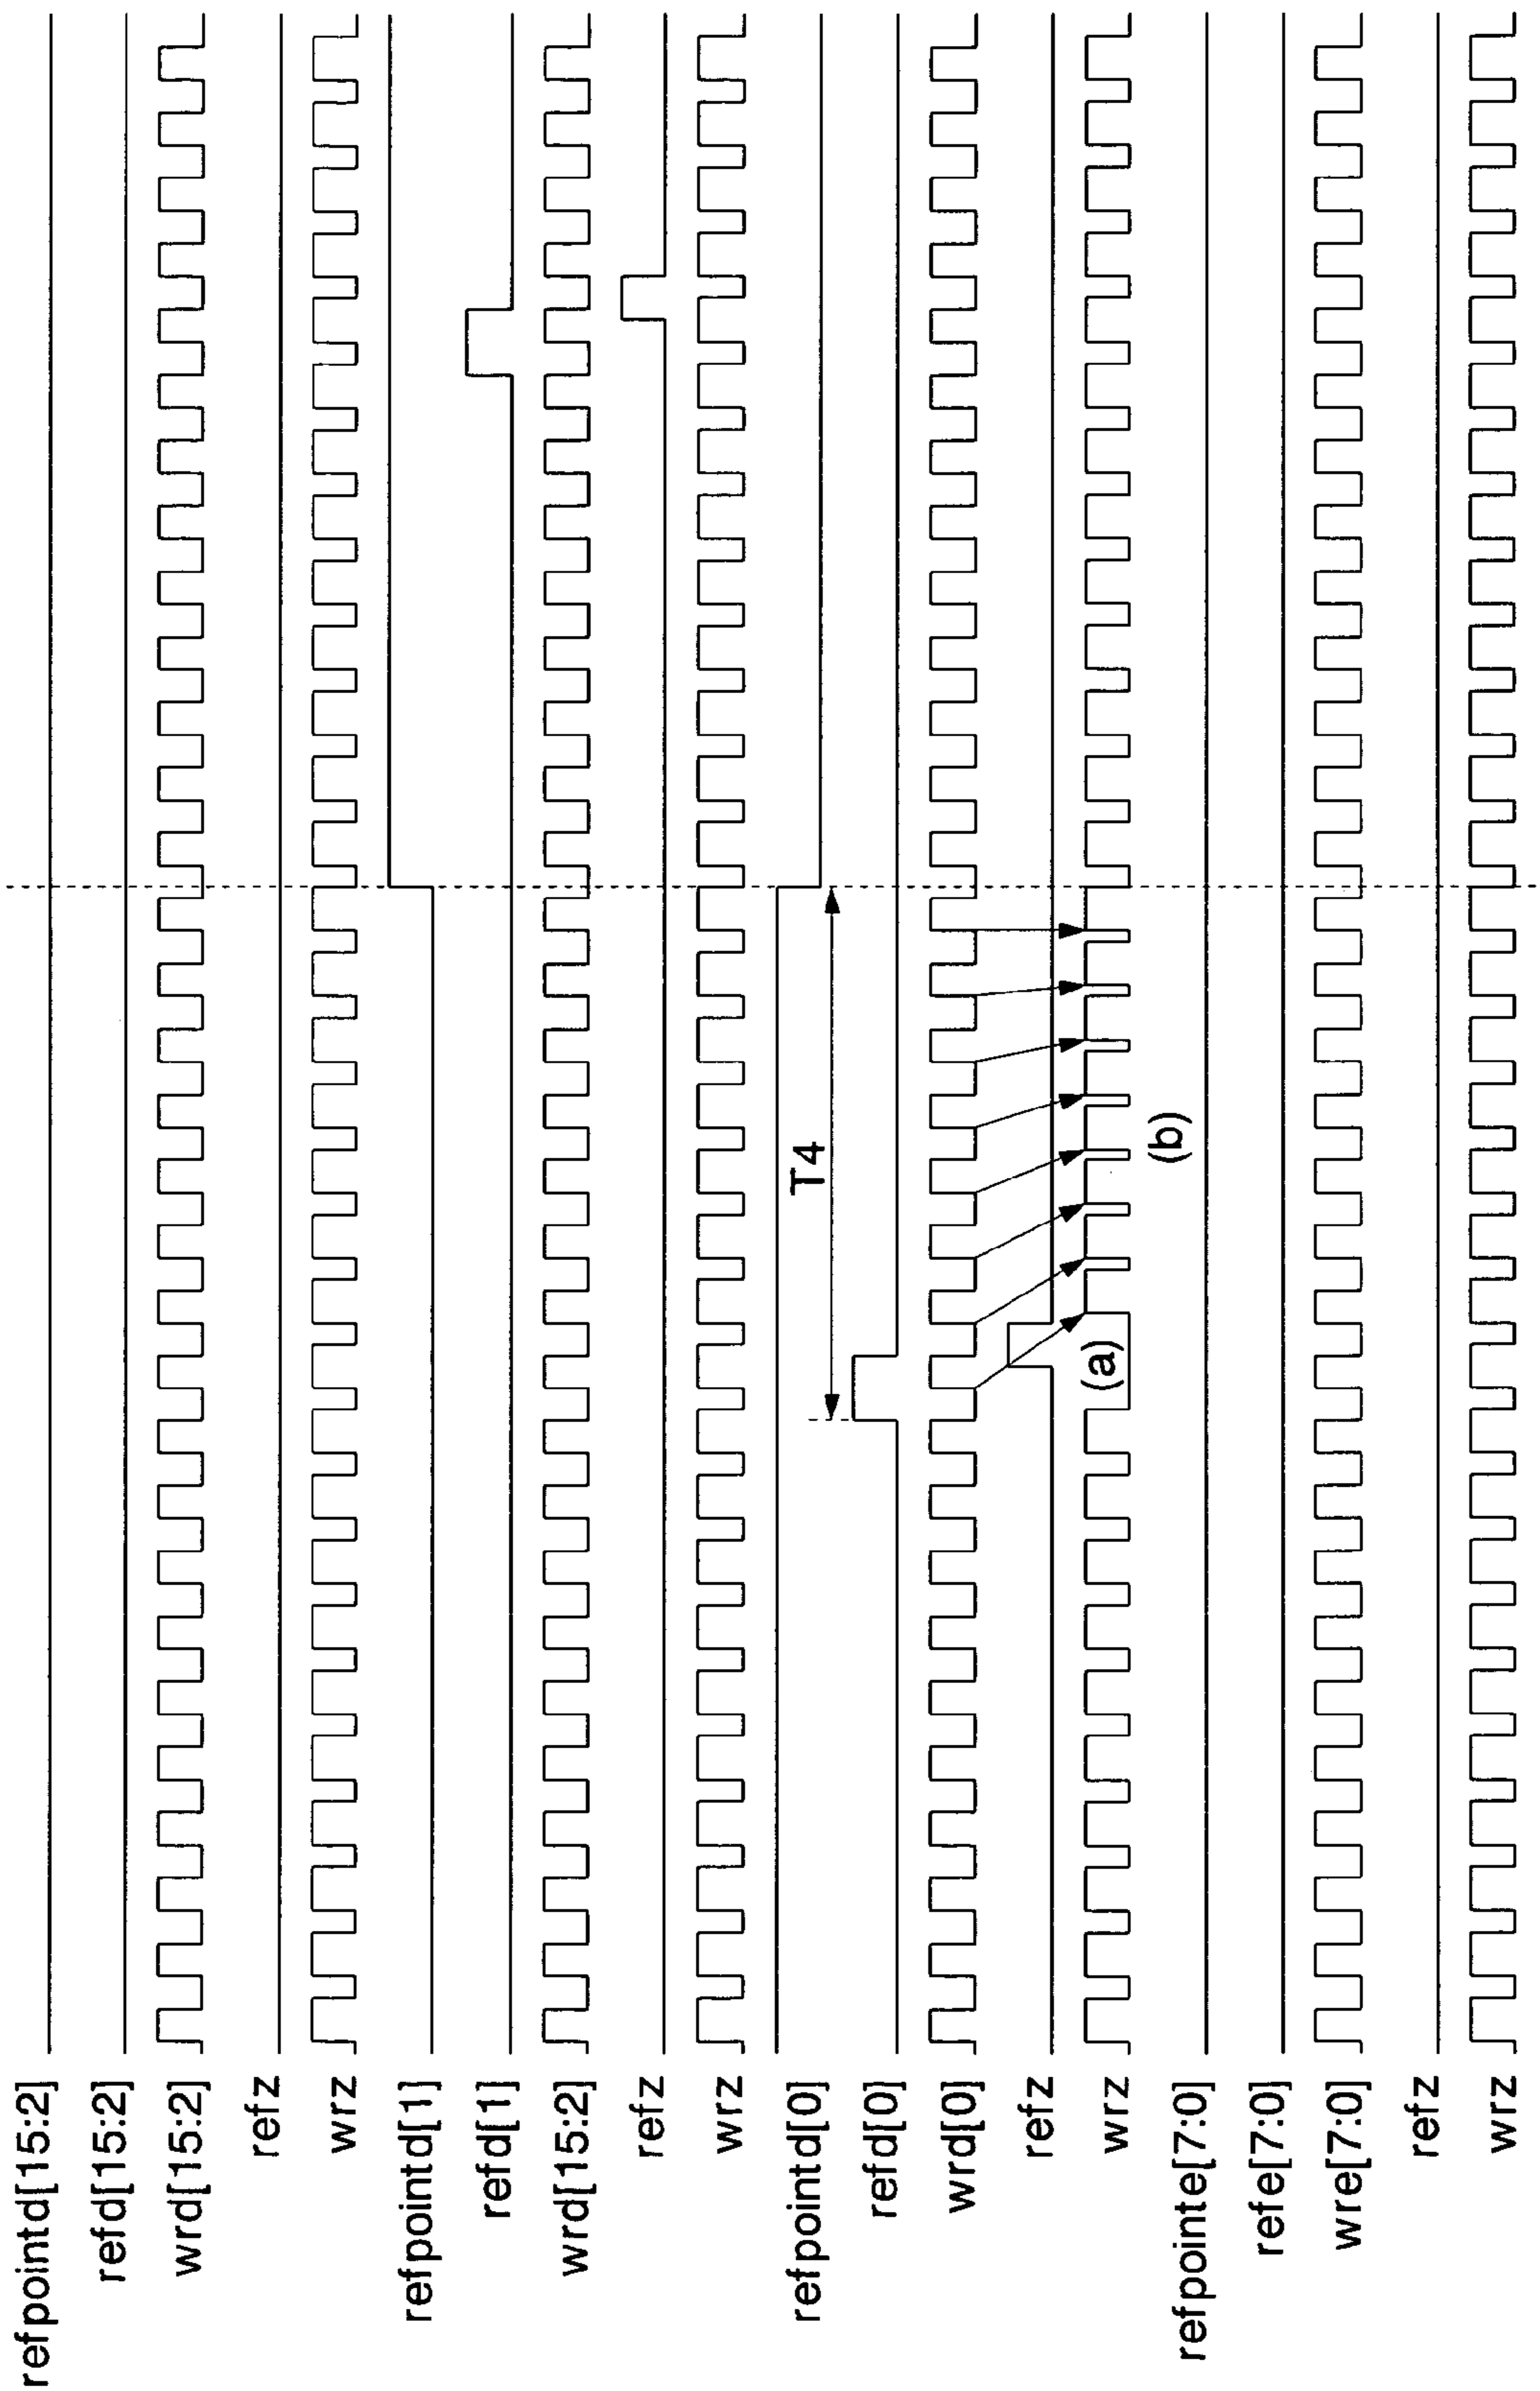 refpointd[15:2]
refd[15:2]
wrd[15:2]
refz
wrz
refpointd[1]
refd[1]
wrd[15:2]
refz
wrz
refpointd[0]
T4
refd[0]
wrd[0]
refz
wrz
(a)
(b)
refpointe[7:0]
refe[7:0]
wre[7:0]
refz
wrz